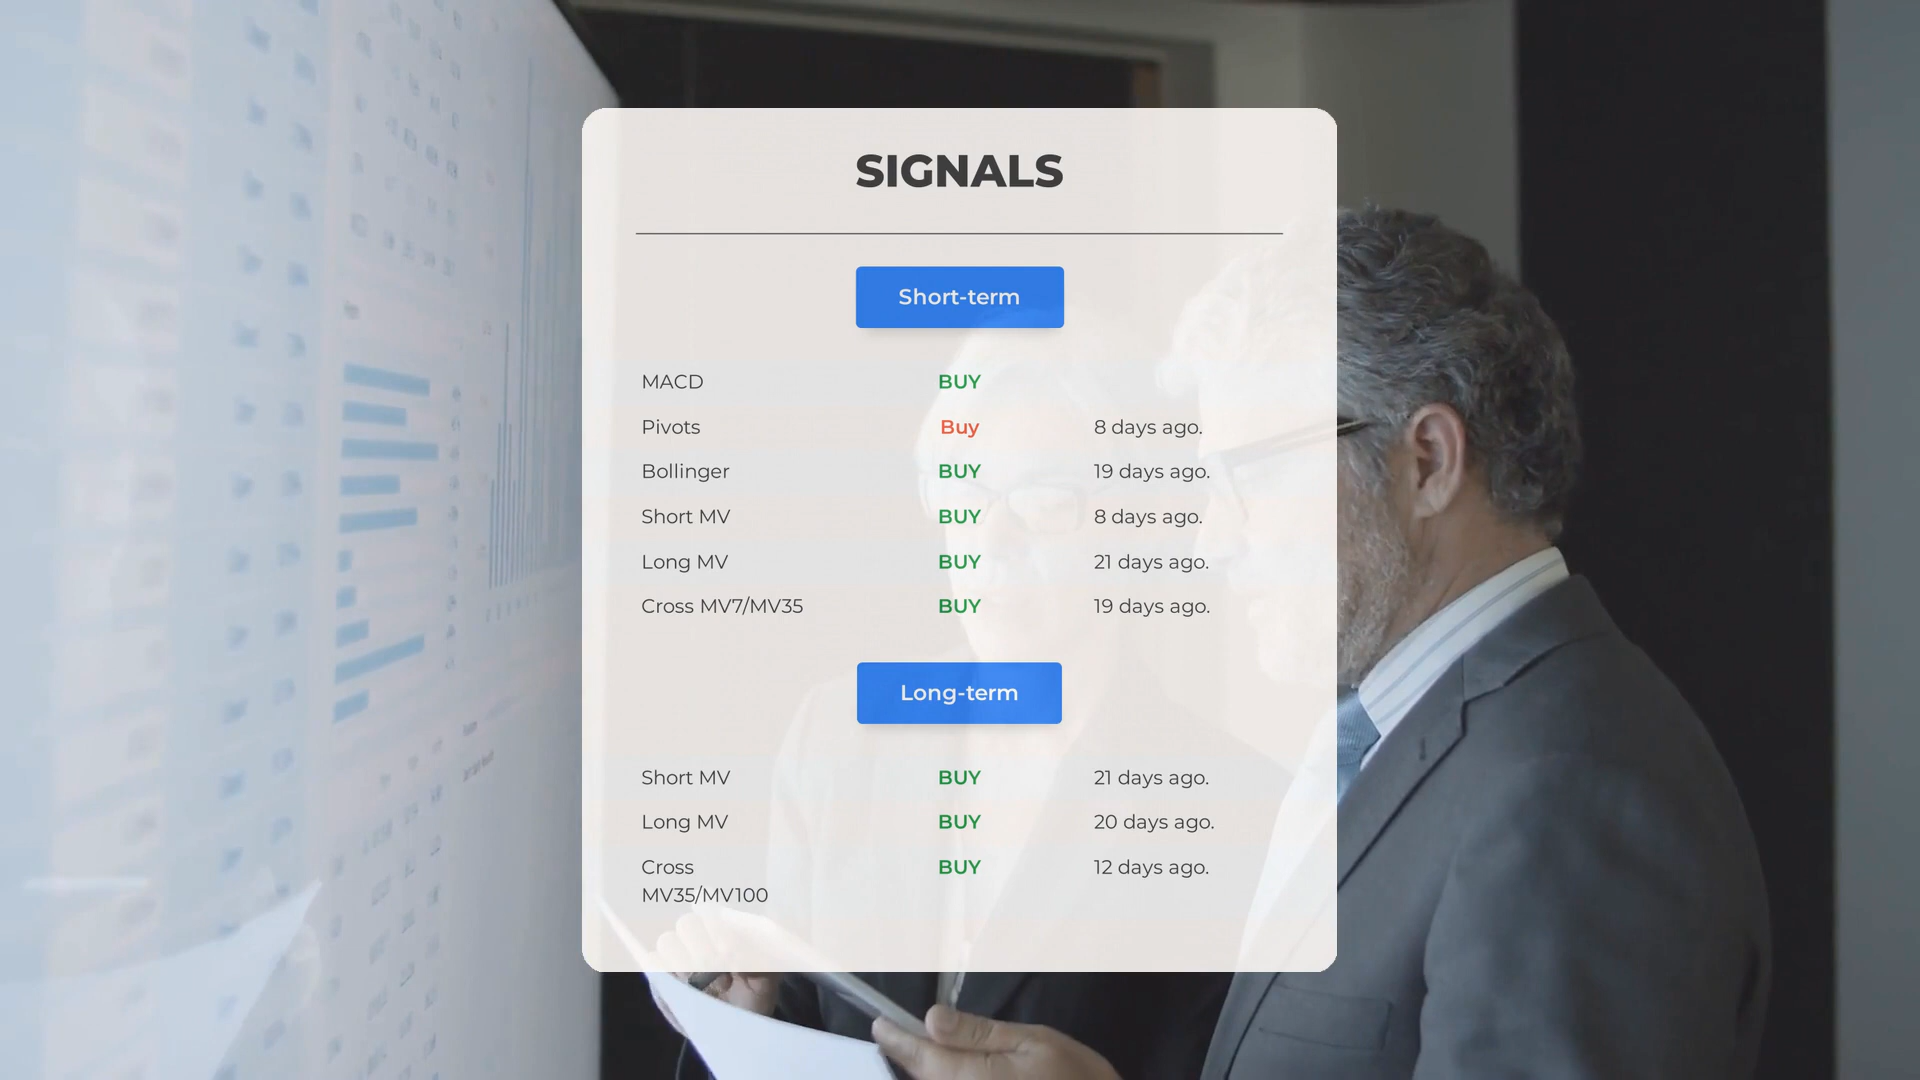 SIGNALS
Short-term
MACD BUY
Pivots Buy 8 days ago.
Bollinger BUY 19 days ago.
Short MV BUY 8 days ago.
Long MV BUY 21 days ago.
Cross MV7/MV35 BUY 19 days ago.
Long-term
Short MV BUY 21 days ago.
Long MV BUY 20 days ago.
Cross BUY 12 days ago.
MV35/MV100